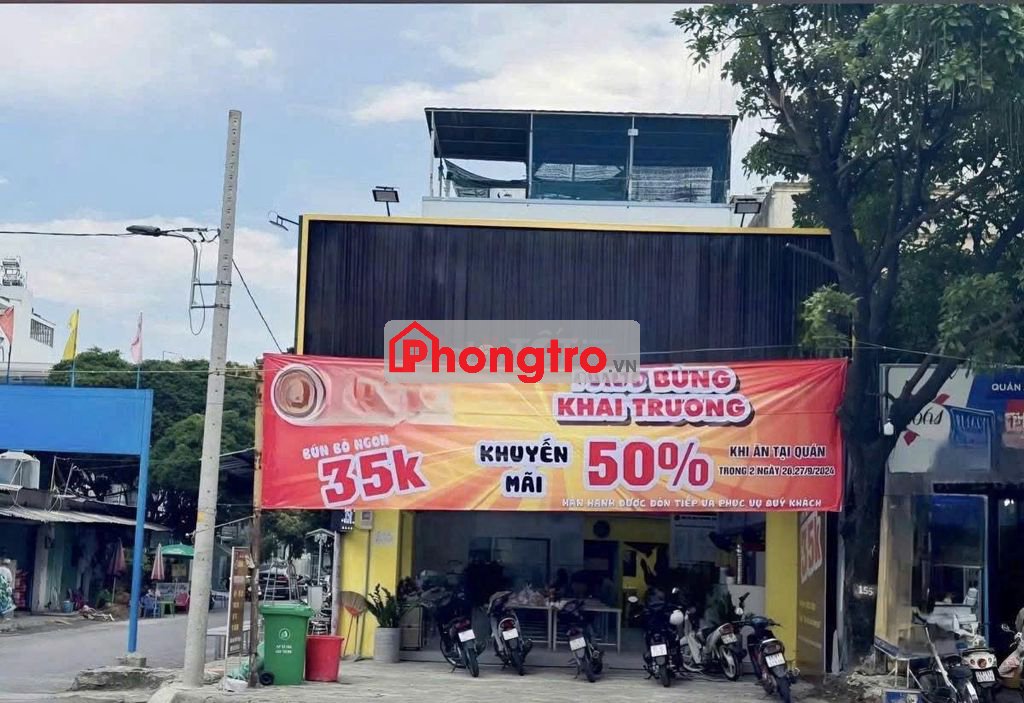 Phongtro.VN
BÙNG
KHAI TRƯƠNG
BÚN BÒ NGON
35K
KHUYẾN
MÃI
50%
KHI ĂN TẠI QUÁN
TRONG 2 NGÀY 26,27/9/2024
HÂN HẠNH ĐƯỢC ĐÓN TIẾP VÀ PHỤC VỤ QUÝ KHÁCH
35k
155
QUÁN